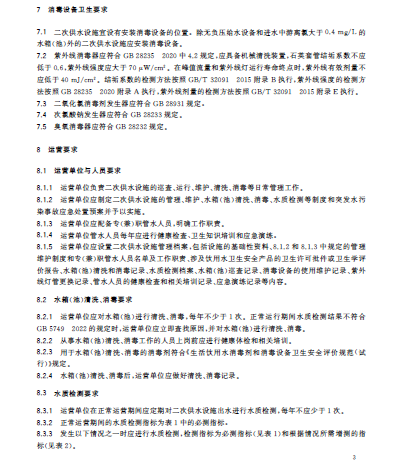 7 消毒设备卫生要求
7.1 二次供水设施宜设有安装消毒设备的位置。除无负压给水设备和进水中游离氯大于 0.4 mg/L 的
水箱(池)外的二次供水设施应安装消毒设备。
7.2 紫外线消毒器应符合 GB 28235—2020 中 4.2 规定,应具备机械清洗装置,石英套管结垢系数不应
低于 0.6,紫外线强度应大于 70 μW/cm²。在峰值流量和紫外线灯运行寿命终点时,紫外线有效剂量不
应低于 40 mJ/cm²。结垢系数的检测方法按照 GB/T 32091—2015 附录 B 执行,紫外线强度的检测方
法按照 GB 28235—2020 附录 A 执行,紫外线剂量的检测方法按照 GB/T 32091—2015 附录 E 执行。
7.3 二氧化氯消毒剂发生器应符合 GB 28931 规定。
7.4 次氯酸钠发生器应符合 GB 28233 规定。
7.5 臭氧消毒器应符合 GB 28232 规定。
8 运营要求
8.1 运营单位与人员要求
8.1.1 运营单位负责二次供水设施的巡查、运行、维护、清洗、消毒等日常管理工作。
8.1.2 运营单位应制定二次供水设施的管理、维护、水箱(池)清洗、消毒、水质检测等制度和突发水污
染事故应急处置预案并予以实施。
8.1.3 运营单位应配备专(兼)职管水人员,明确工作职责。
8.1.4 运营单位管水人员每年应进行健康检查、卫生知识培训和应急演练。
8.1.5 运营单位应设置二次供水设施管理档案,包括设施的基础性资料、8.1.2 和 8.1.3 中规定的管理
维护制度和专(兼)职管水人员名单及工作职责、涉及饮用水卫生安全产品的卫生许可批件或卫生学评
价报告、水箱(池)清洗和消毒记录、水质检测档案、水箱(池)巡查记录、消毒设备的使用维护记录、紫外
线灯管更换记录、管水人员的健康检查和相关培训记录、应急演练记录等内容。
8.2 水箱(池)清洗、消毒要求
8.2.1 运营单位应对水箱(池)进行清洗、消毒,每年不少于 1 次。正常运行期间水质检测结果不符合
GB 5749—2022 的规定时,运营单位应立即查找原因,并对水箱(池)进行清洗、消毒。
8.2.2 从事水箱(池)清洗、消毒工作的人员上岗前应进行健康体检和相关培训。
8.2.3 用于水箱(池)清洗、消毒的消毒剂符合《生活饮用水消毒剂和消毒设备卫生安全评价规范(试
行)》规定。
8.2.4 水箱(池)清洗、消毒后,运营单位应做好清洗、消毒记录。
8.3 水质检测要求
8.3.1 运营单位在正常运营期间应定期对二次供水设施出水进行水质检测,每年不应少于 1 次。
8.3.2 正常运营期间的水质检测指标为表 1 中的必测指标。
8.3.3 发生以下情况之一时应进行水质检测,检测指标为必测指标(见表 1)和根据情况所需增测的指
标(见表 2)。
3